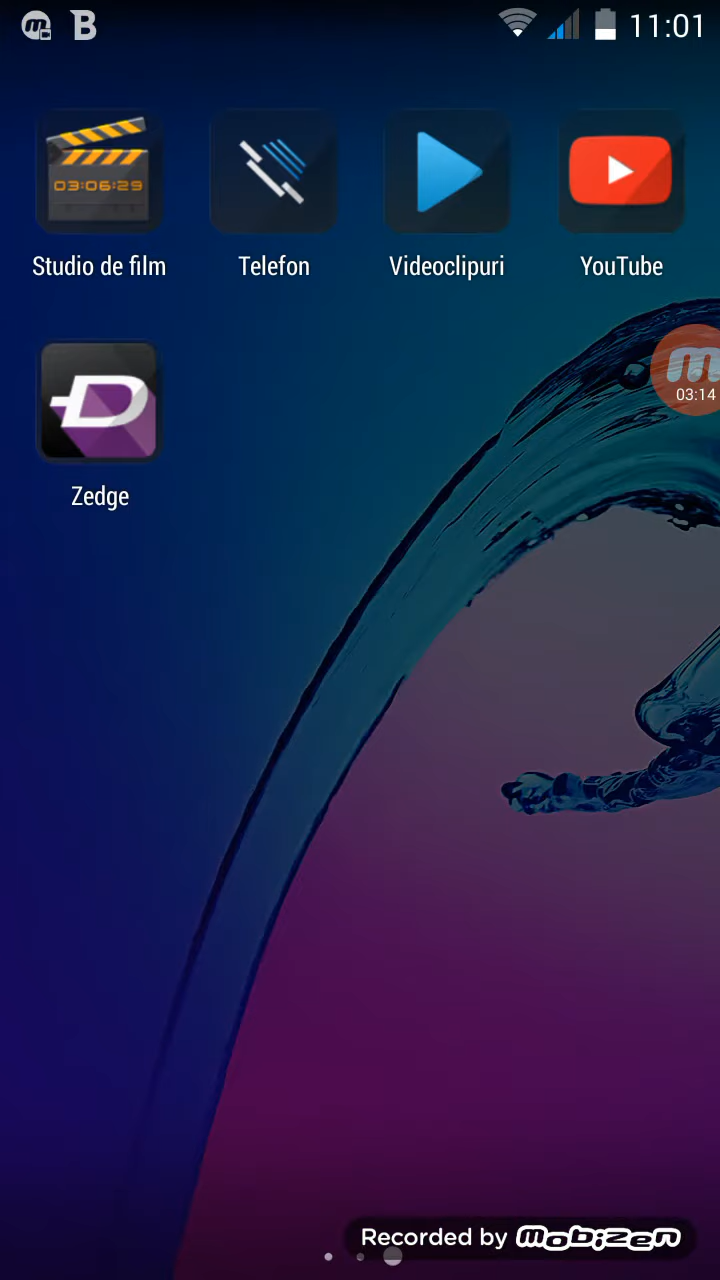 B 11:01
03:06:29
Studio de film Telefon Videoclipuri YouTube
m
03:14
Zedge
Recorded by mobizen